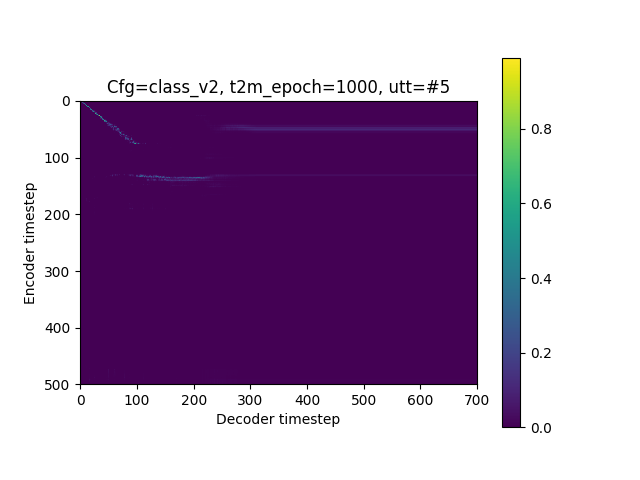 Cfg=class_v2, t2m_epoch=1000, utt=#5
0
100
200
300
400
500
Encoder timestep
0 100 200 300 400 500 600 700
Decoder timestep
0.8
0.6
0.4
0.2
0.0